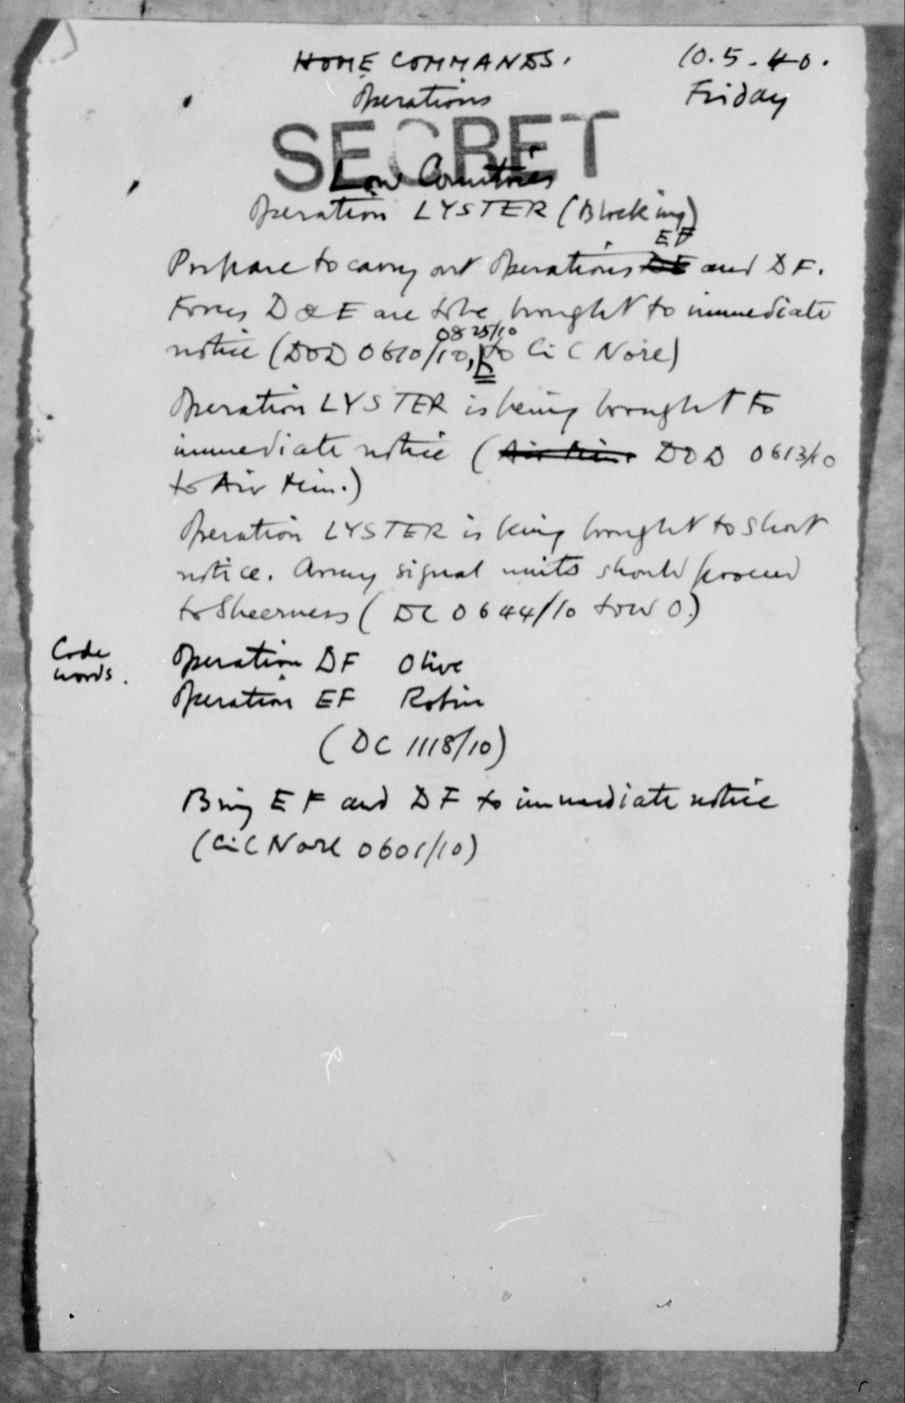 HOME COMMANDS. 10.5.40.
Operations Friday
SECRET
Low Countries
Operation LYSTER (Blocking)
EF
Prepare to carry out Operations DE and DF.
Forces D & E are to be brought to immediate
0825/10
notice (DOD 0610/10, to CiC Nore)
Operation LYSTER is being brought to
immediate notice (Air Min. DOD 0613/10
to Air Min.)
Operation LYSTER is being brought to short
notice. Army signal units should proceed
to Sheerness (DC 0644/10 to W O.)
Code
words.
Operation DF Olive
Operation EF Robin
(DC 1118/10)
Bring EF and DF to immediate notice
(CiC Nore 0601/10)